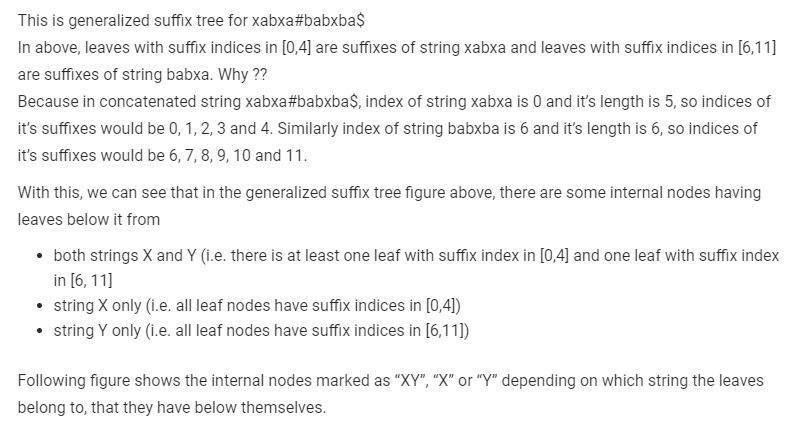 This is generalized suffix tree for xabxa#babxba$
In above, leaves with suffix indices in [0,4] are suffixes of string xabxa and leaves with suffix indices in [6,11]
are suffixes of string babxa. Why ??
Because in concatenated string xabxa#babxba$, index of string xabxa is 0 and it’s length is 5, so indices of
it’s suffixes would be 0, 1, 2, 3 and 4. Similarly index of string babxba is 6 and it’s length is 6, so indices of
it’s suffixes would be 6, 7, 8, 9, 10 and 11.
With this, we can see that in the generalized suffix tree figure above, there are some internal nodes having
leaves below it from
• both strings X and Y (i.e. there is at least one leaf with suffix index in [0,4] and one leaf with suffix index
in [6, 11]
• string X only (i.e. all leaf nodes have suffix indices in [0,4])
• string Y only (i.e. all leaf nodes have suffix indices in [6,11])
Following figure shows the internal nodes marked as “XY”, “X” or “Y” depending on which string the leaves
belong to, that they have below themselves.